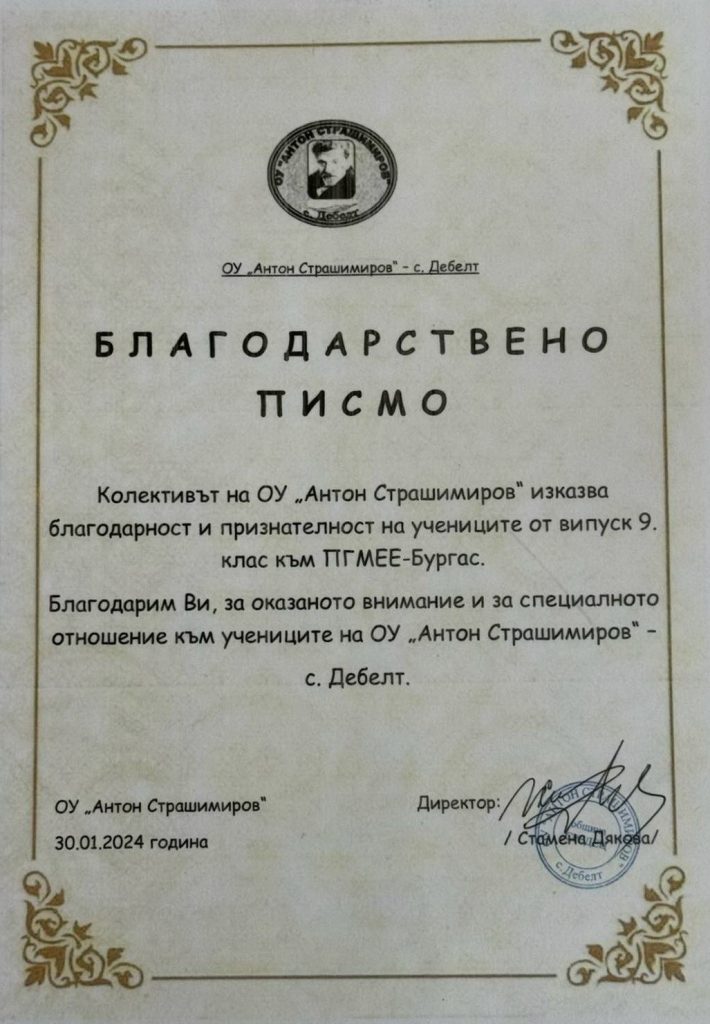 ОУ "АНТОН СТРАШИМИРОВ"
с. Дебелт
ОУ „Антон Страшимиров“ – с. Дебелт
БЛАГОДАРСТВЕНО
ПИСМО
Колективът на ОУ „Антон Страшимиров“ изказва
благодарност и признателност на учениците от випуск 9.
клас към ПГМЕЕ-Бургас.
Благодарим Ви, за оказаното внимание и за специалното
отношение към учениците на ОУ „Антон Страшимиров“ –
с. Дебелт.
ОУ „Антон Страшимиров“
Директор:
30.01.2024 година
/ Стамена Дякова/
АНТОН СТРАШИМИРОВ"
с. Дебелт